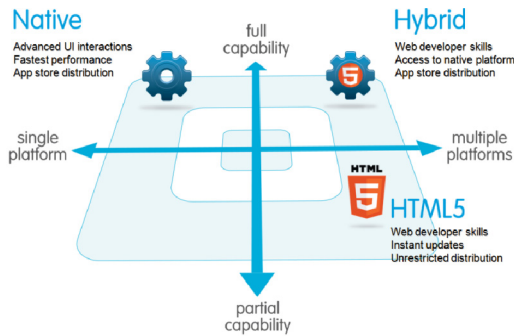 Native
Advanced UI interactions
Fastest performance
App store distribution
full
capability
Hybrid
Web developer skills
Access to native platform
App store distribution
5
single
platform
multiple
platforms
HTML
5
HTML5
Web developer skills
Instant updates
Unrestricted distribution
partial
capability